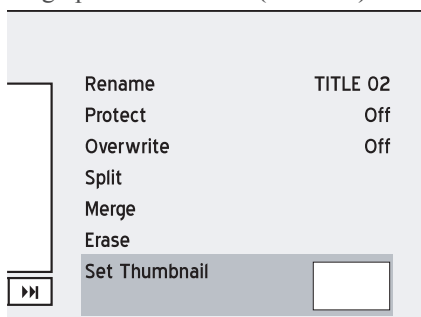 Rename TITLE 02
Protect Off
Overwrite Off
Split
Merge
Erase
Set Thumbnail